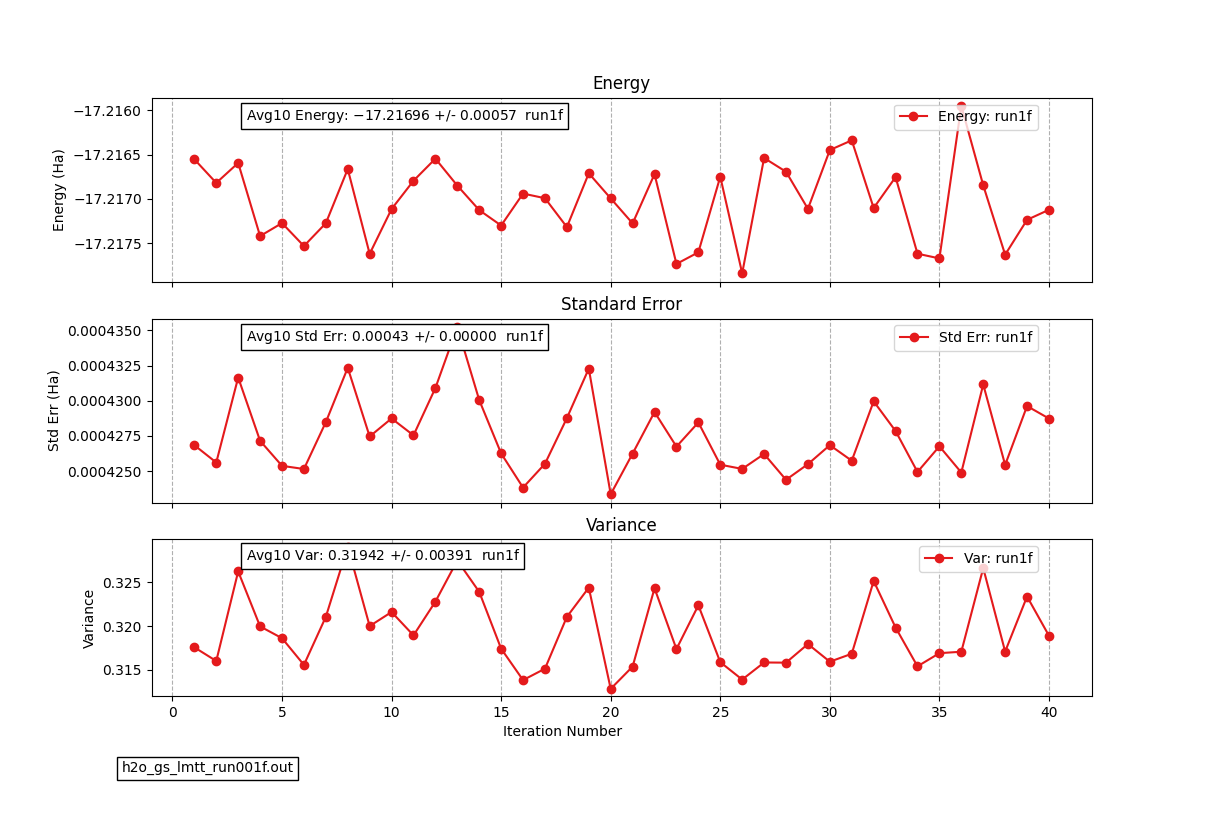 Energy
−17.2160
−17.2165
−17.2170
−17.2175
Energy (Ha)
Avg10 Energy: −17.21696 +/- 0.00057  run1f
Energy: run1f
Standard Error
0.0004350
0.0004325
0.0004300
0.0004275
0.0004250
Std Err (Ha)
Avg10 Std Err: 0.00043 +/- 0.00000  run1f
Std Err: run1f
Variance
0.325
0.320
0.315
Variance
Avg10 Var: 0.31942 +/- 0.00391  run1f
Var: run1f
0 5 10 15 20 25 30 35 40
Iteration Number
h2o_gs_lmtt_run001f.out